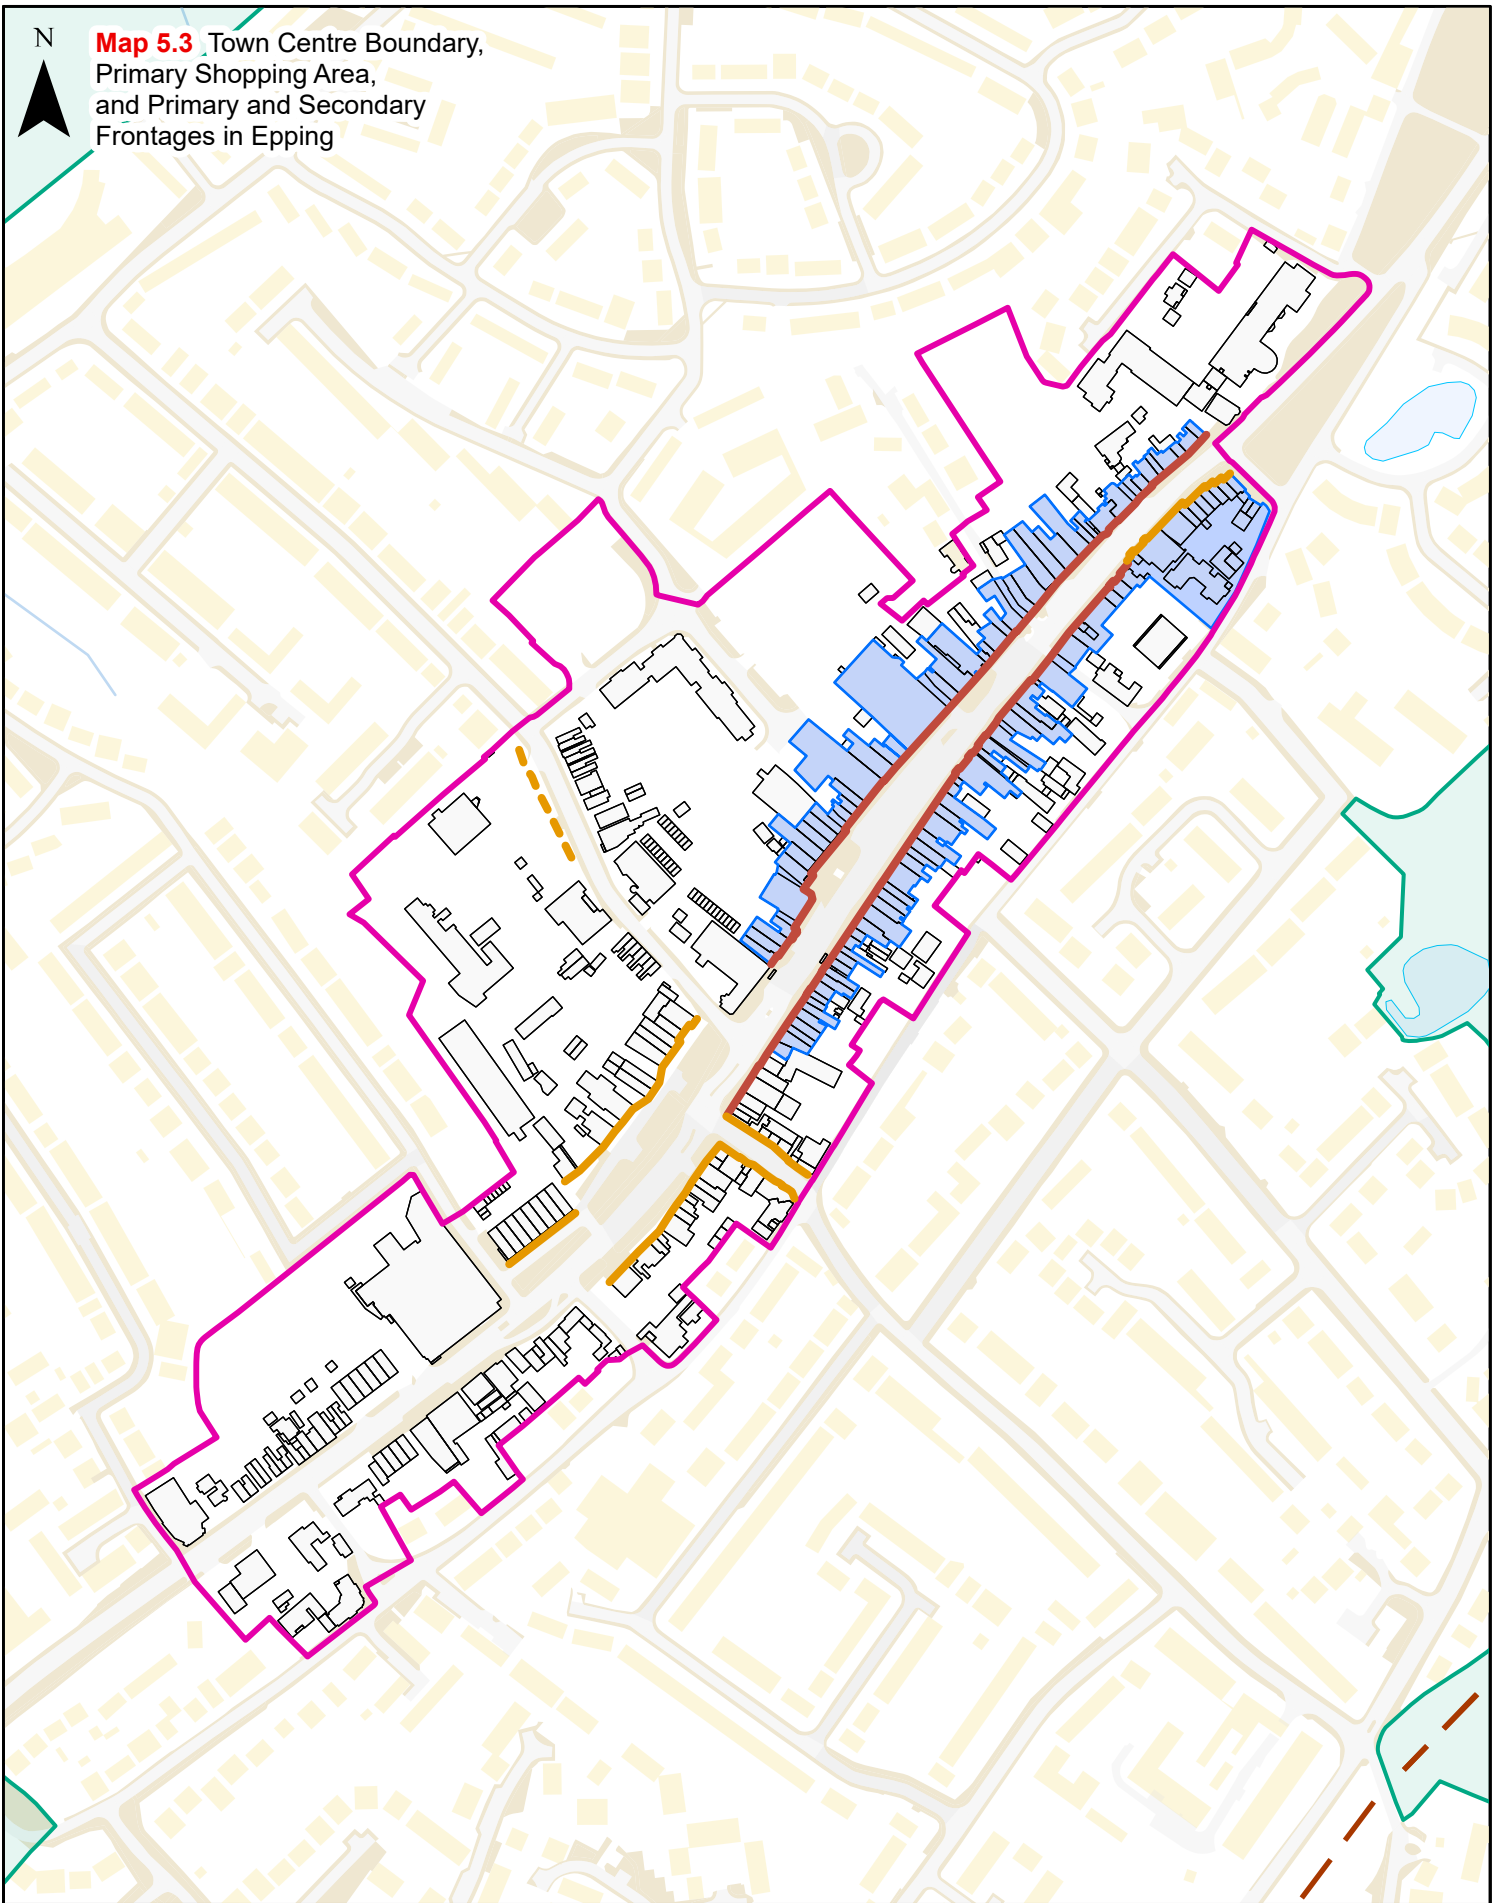 N
Map 5.3 Town Centre Boundary,
Primary Shopping Area,
and Primary and Secondary
Frontages in Epping